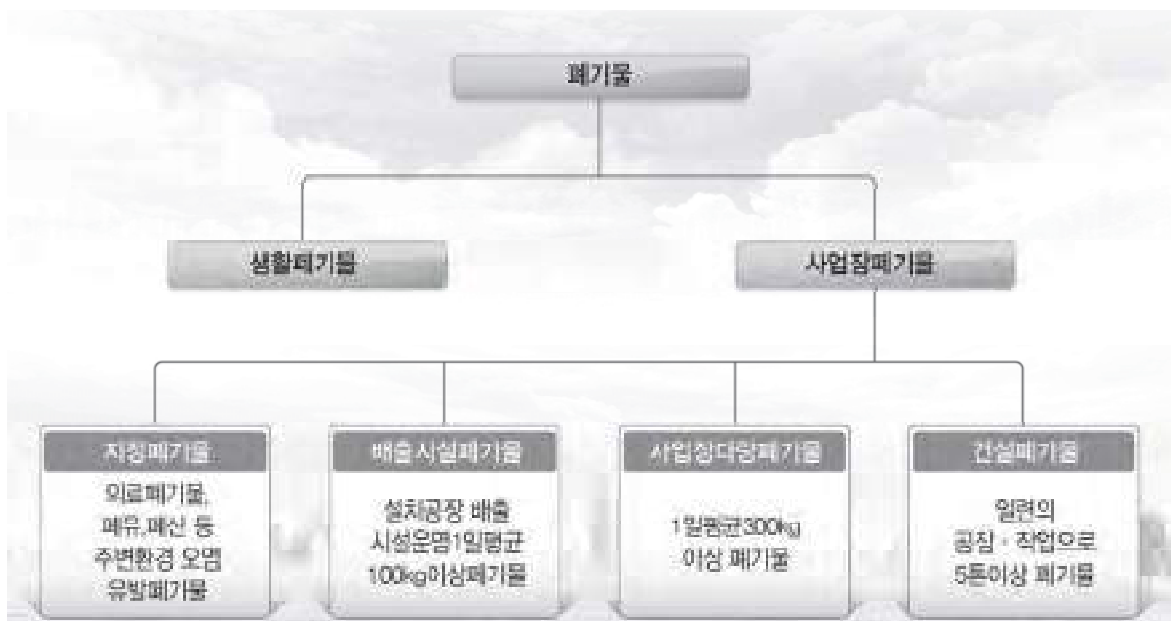 폐기물
생활폐기물
사업장폐기물
지정폐기물
의료폐기물,
폐유,폐산 등
주변환경 오염
유발폐기물
배출시설폐기물
설치공장 배출
시설운영1일평균
100kg이상폐기물
사업장대량폐기물
1일평균300kg
이상 폐기물
건설폐기물
일련의
공장·작업으로
5톤이상 폐기물